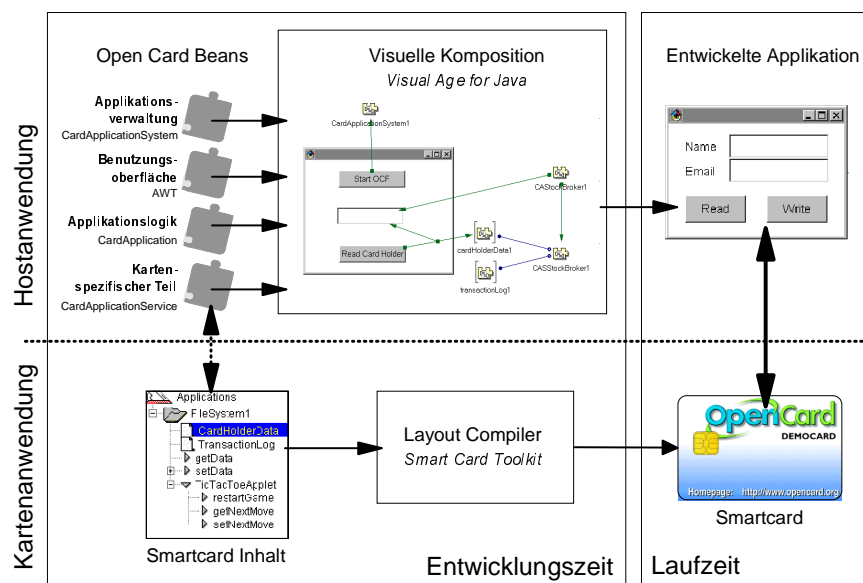 Open Card Beans
Applikations-
verwaltung
CardApplicationSystem
Benutzungs-
oberfläche
AWT
Applikationslogik
CardApplication
Karten-
spezifischer Teil
CardApplicationService
Visuelle Komposition
Visual Age for Java
CardApplicationSystem1
Start OCF
Read Card Holder
CAStockBroker1
cardHolderData1
CASStockBroker1
transactionLog1
Entwickelte Applikation
Name
Email
Read
Write
Hostanwendung
Kartenanwendung
Applications
FileSystem1
CardHolderData
TransactionLog
getData
setData
TicTacToeApplet
restartGame
getNextMove
setNextMove
Smartcard Inhalt
Layout Compiler
Smart Card Toolkit
OpenCard
DEMOCARD
Homepage: http://www.opencard.org
Smartcard
Entwicklungszeit
Laufzeit